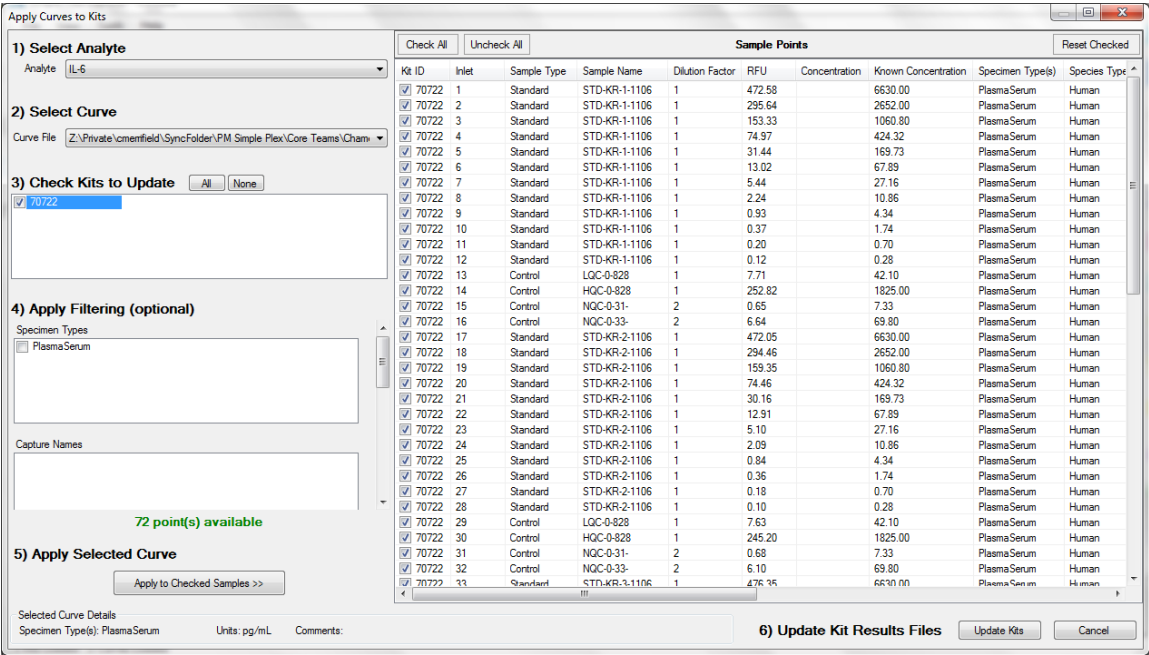 Apply Curves to Kits
1) Select Analyte
Analyte IL-6
2) Select Curve
Curve File Z:\Private\cmerrifield\SyncFolder\PM Simple Plex\Core Teams\Cham
3) Check Kits to Update All None
70722
4) Apply Filtering (optional)
Specimen Types
PlasmaSerum
Capture Names
72 point(s) available
5) Apply Selected Curve
Apply to Checked Samples >>
Selected Curve Details
Specimen Type(s): PlasmaSerum Units: pg/mL Comments:
Check All Uncheck All Sample Points Reset Checked
Kit ID Inlet Sample Type Sample Name Dilution Factor RFU Concentration Known Concentration Specimen Type(s) Species Type
70722 1 Standard STD-KR-1-1106 1 472.58 6630.00 PlasmaSerum Human
70722 2 Standard STD-KR-1-1106 1 295.64 2652.00 PlasmaSerum Human
70722 3 Standard STD-KR-1-1106 1 153.33 1060.80 PlasmaSerum Human
70722 4 Standard STD-KR-1-1106 1 74.97 424.32 PlasmaSerum Human
70722 5 Standard STD-KR-1-1106 1 31.44 169.73 PlasmaSerum Human
70722 6 Standard STD-KR-1-1106 1 13.02 67.89 PlasmaSerum Human
70722 7 Standard STD-KR-1-1106 1 5.44 27.16 PlasmaSerum Human
70722 8 Standard STD-KR-1-1106 1 2.24 10.86 PlasmaSerum Human
70722 9 Standard STD-KR-1-1106 1 0.93 4.34 PlasmaSerum Human
70722 10 Standard STD-KR-1-1106 1 0.37 1.74 PlasmaSerum Human
70722 11 Standard STD-KR-1-1106 1 0.20 0.70 PlasmaSerum Human
70722 12 Standard STD-KR-1-1106 1 0.12 0.28 PlasmaSerum Human
70722 13 Control LQC-0-828 1 7.71 42.10 PlasmaSerum Human
70722 14 Control HQC-0-828 1 252.82 1825.00 PlasmaSerum Human
70722 15 Control NQC-0-31- 2 0.65 7.33 PlasmaSerum Human
70722 16 Control NQC-0-33- 2 6.64 69.80 PlasmaSerum Human
70722 17 Standard STD-KR-2-1106 1 472.05 6630.00 PlasmaSerum Human
70722 18 Standard STD-KR-2-1106 1 294.46 2652.00 PlasmaSerum Human
70722 19 Standard STD-KR-2-1106 1 159.35 1060.80 PlasmaSerum Human
70722 20 Standard STD-KR-2-1106 1 74.46 424.32 PlasmaSerum Human
70722 21 Standard STD-KR-2-1106 1 30.16 169.73 PlasmaSerum Human
70722 22 Standard STD-KR-2-1106 1 12.91 67.89 PlasmaSerum Human
70722 23 Standard STD-KR-2-1106 1 5.10 27.16 PlasmaSerum Human
70722 24 Standard STD-KR-2-1106 1 2.09 10.86 PlasmaSerum Human
70722 25 Standard STD-KR-2-1106 1 0.84 4.34 PlasmaSerum Human
70722 26 Standard STD-KR-2-1106 1 0.36 1.74 PlasmaSerum Human
70722 27 Standard STD-KR-2-1106 1 0.18 0.70 PlasmaSerum Human
70722 28 Standard STD-KR-2-1106 1 0.10 0.28 PlasmaSerum Human
70722 29 Control LQC-0-828 1 7.63 42.10 PlasmaSerum Human
70722 30 Control HQC-0-828 1 245.20 1825.00 PlasmaSerum Human
70722 31 Control NQC-0-31- 2 0.68 7.33 PlasmaSerum Human
70722 32 Control NQC-0-33- 2 6.10 69.80 PlasmaSerum Human
70722 33 Standard STD-KR-3-1106 1 476.35 6630.00 PlasmaSerum Human
6) Update Kit Results Files Update Kits Cancel